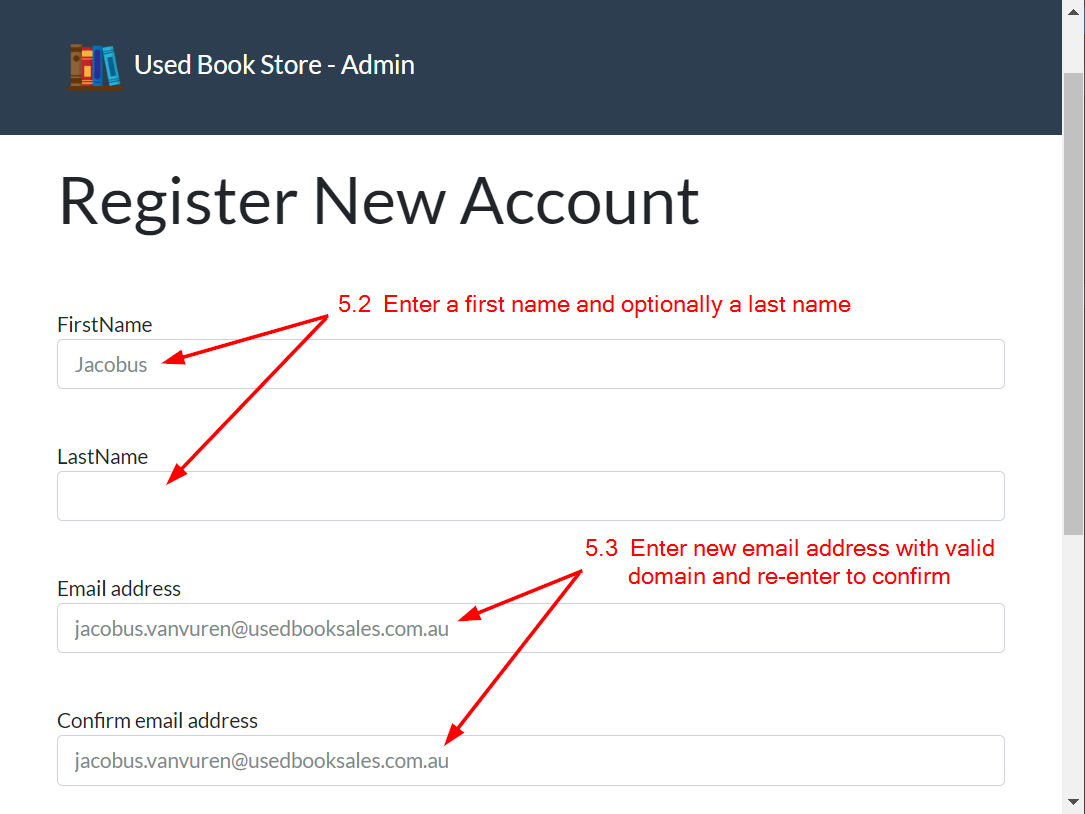 Used Book Store - Admin
Register New Account
5.2 Enter a first name and optionally a last name
FirstName
Jacobus
LastName
5.3 Enter new email address with valid
domain and re-enter to confirm
Email address
jacobus.vanvuren@usedbooksales.com.au
Confirm email address
jacobus.vanvuren@usedbooksales.com.au